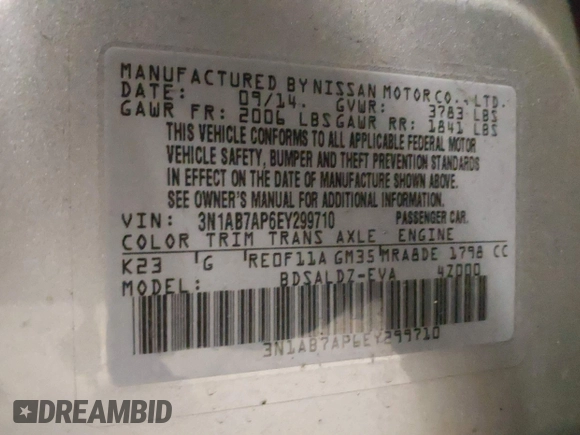 MANUFACTURED BY NISSAN MOTOR CO., LTD.
DATE: 09/14. GVWR: 3783 LBS
GAWR FR: 2006 LBS GAWR RR: 1841 LBS
THIS VEHICLE CONFORMS TO ALL APPLICABLE FEDERAL MOTOR
VEHICLE SAFETY, BUMPER AND THEFT PREVENTION STANDARDS
IN EFFECT ON THE DATE OF MANUFACTURE SHOWN ABOVE.
SEE OWNER'S MANUAL FOR ADDITIONAL INFORMATION.
VIN: 3N1AB7AP6EY299710 PASSENGER CAR.
COLOR TRIM TRANS AXLE ENGINE
K23 G RE0F11A GM35 MRA8DE 1798 CC
MODEL: BDSALDZ-EVA 4Z000
3N1AB7AP6EY299710
DREAMBID